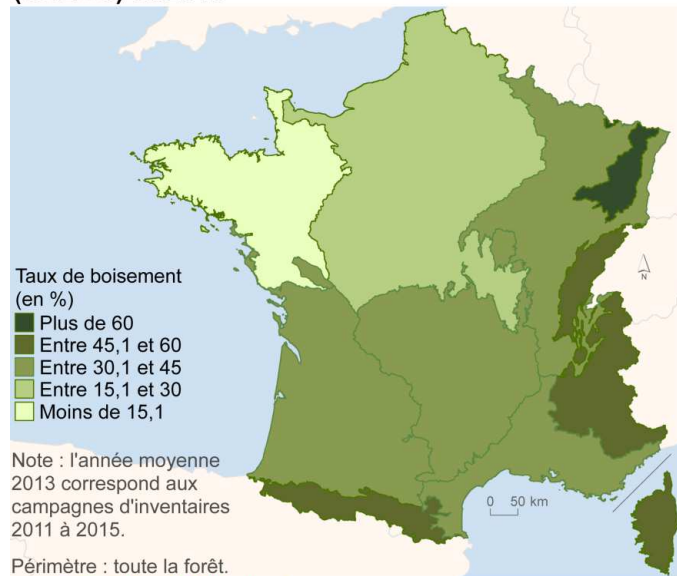 Taux de boisement
(en %)
Plus de 60
Entre 45,1 et 60
Entre 30,1 et 45
Entre 15,1 et 30
Moins de 15,1
Note : l'année moyenne
2013 correspond aux
campagnes d'inventaires
2011 à 2015.
Périmètre : toute la forêt.
N
0 50 km